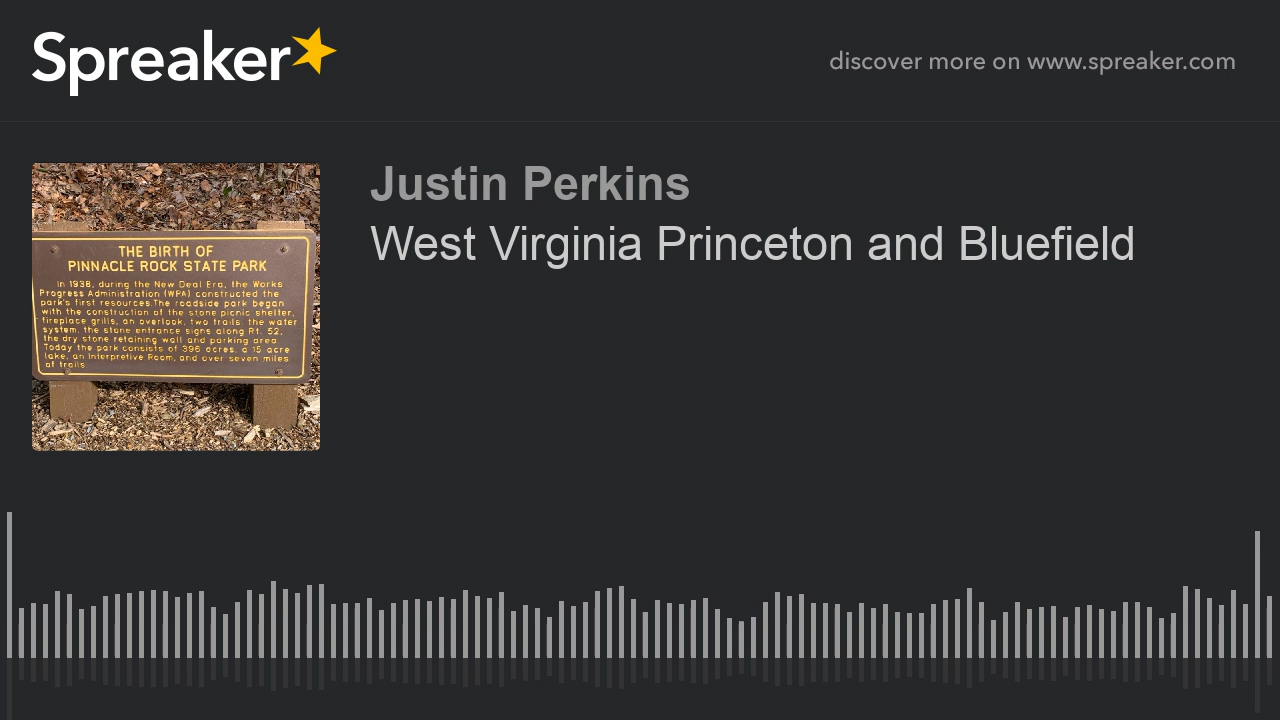 Spreaker
discover more on www.spreaker.com
Justin Perkins
West Virginia Princeton and Bluefield
THE BIRTH OF
PINNACLE ROCK STATE PARK
In 1938, during the New Deal Era, the Works
Progress Administration (WPA) constructed the
park's first resources.The roadside park began
with the construction of the stone picnic shelter,
fireplace grills, an overlook, two trails, the water
system, the stone entrance signs along Rt. 52,
the dry stone retaining wall and parking area.
Today the park consists of 396 acres, a 15 acre
lake, an Interpretive Room, and over seven miles
of trails.